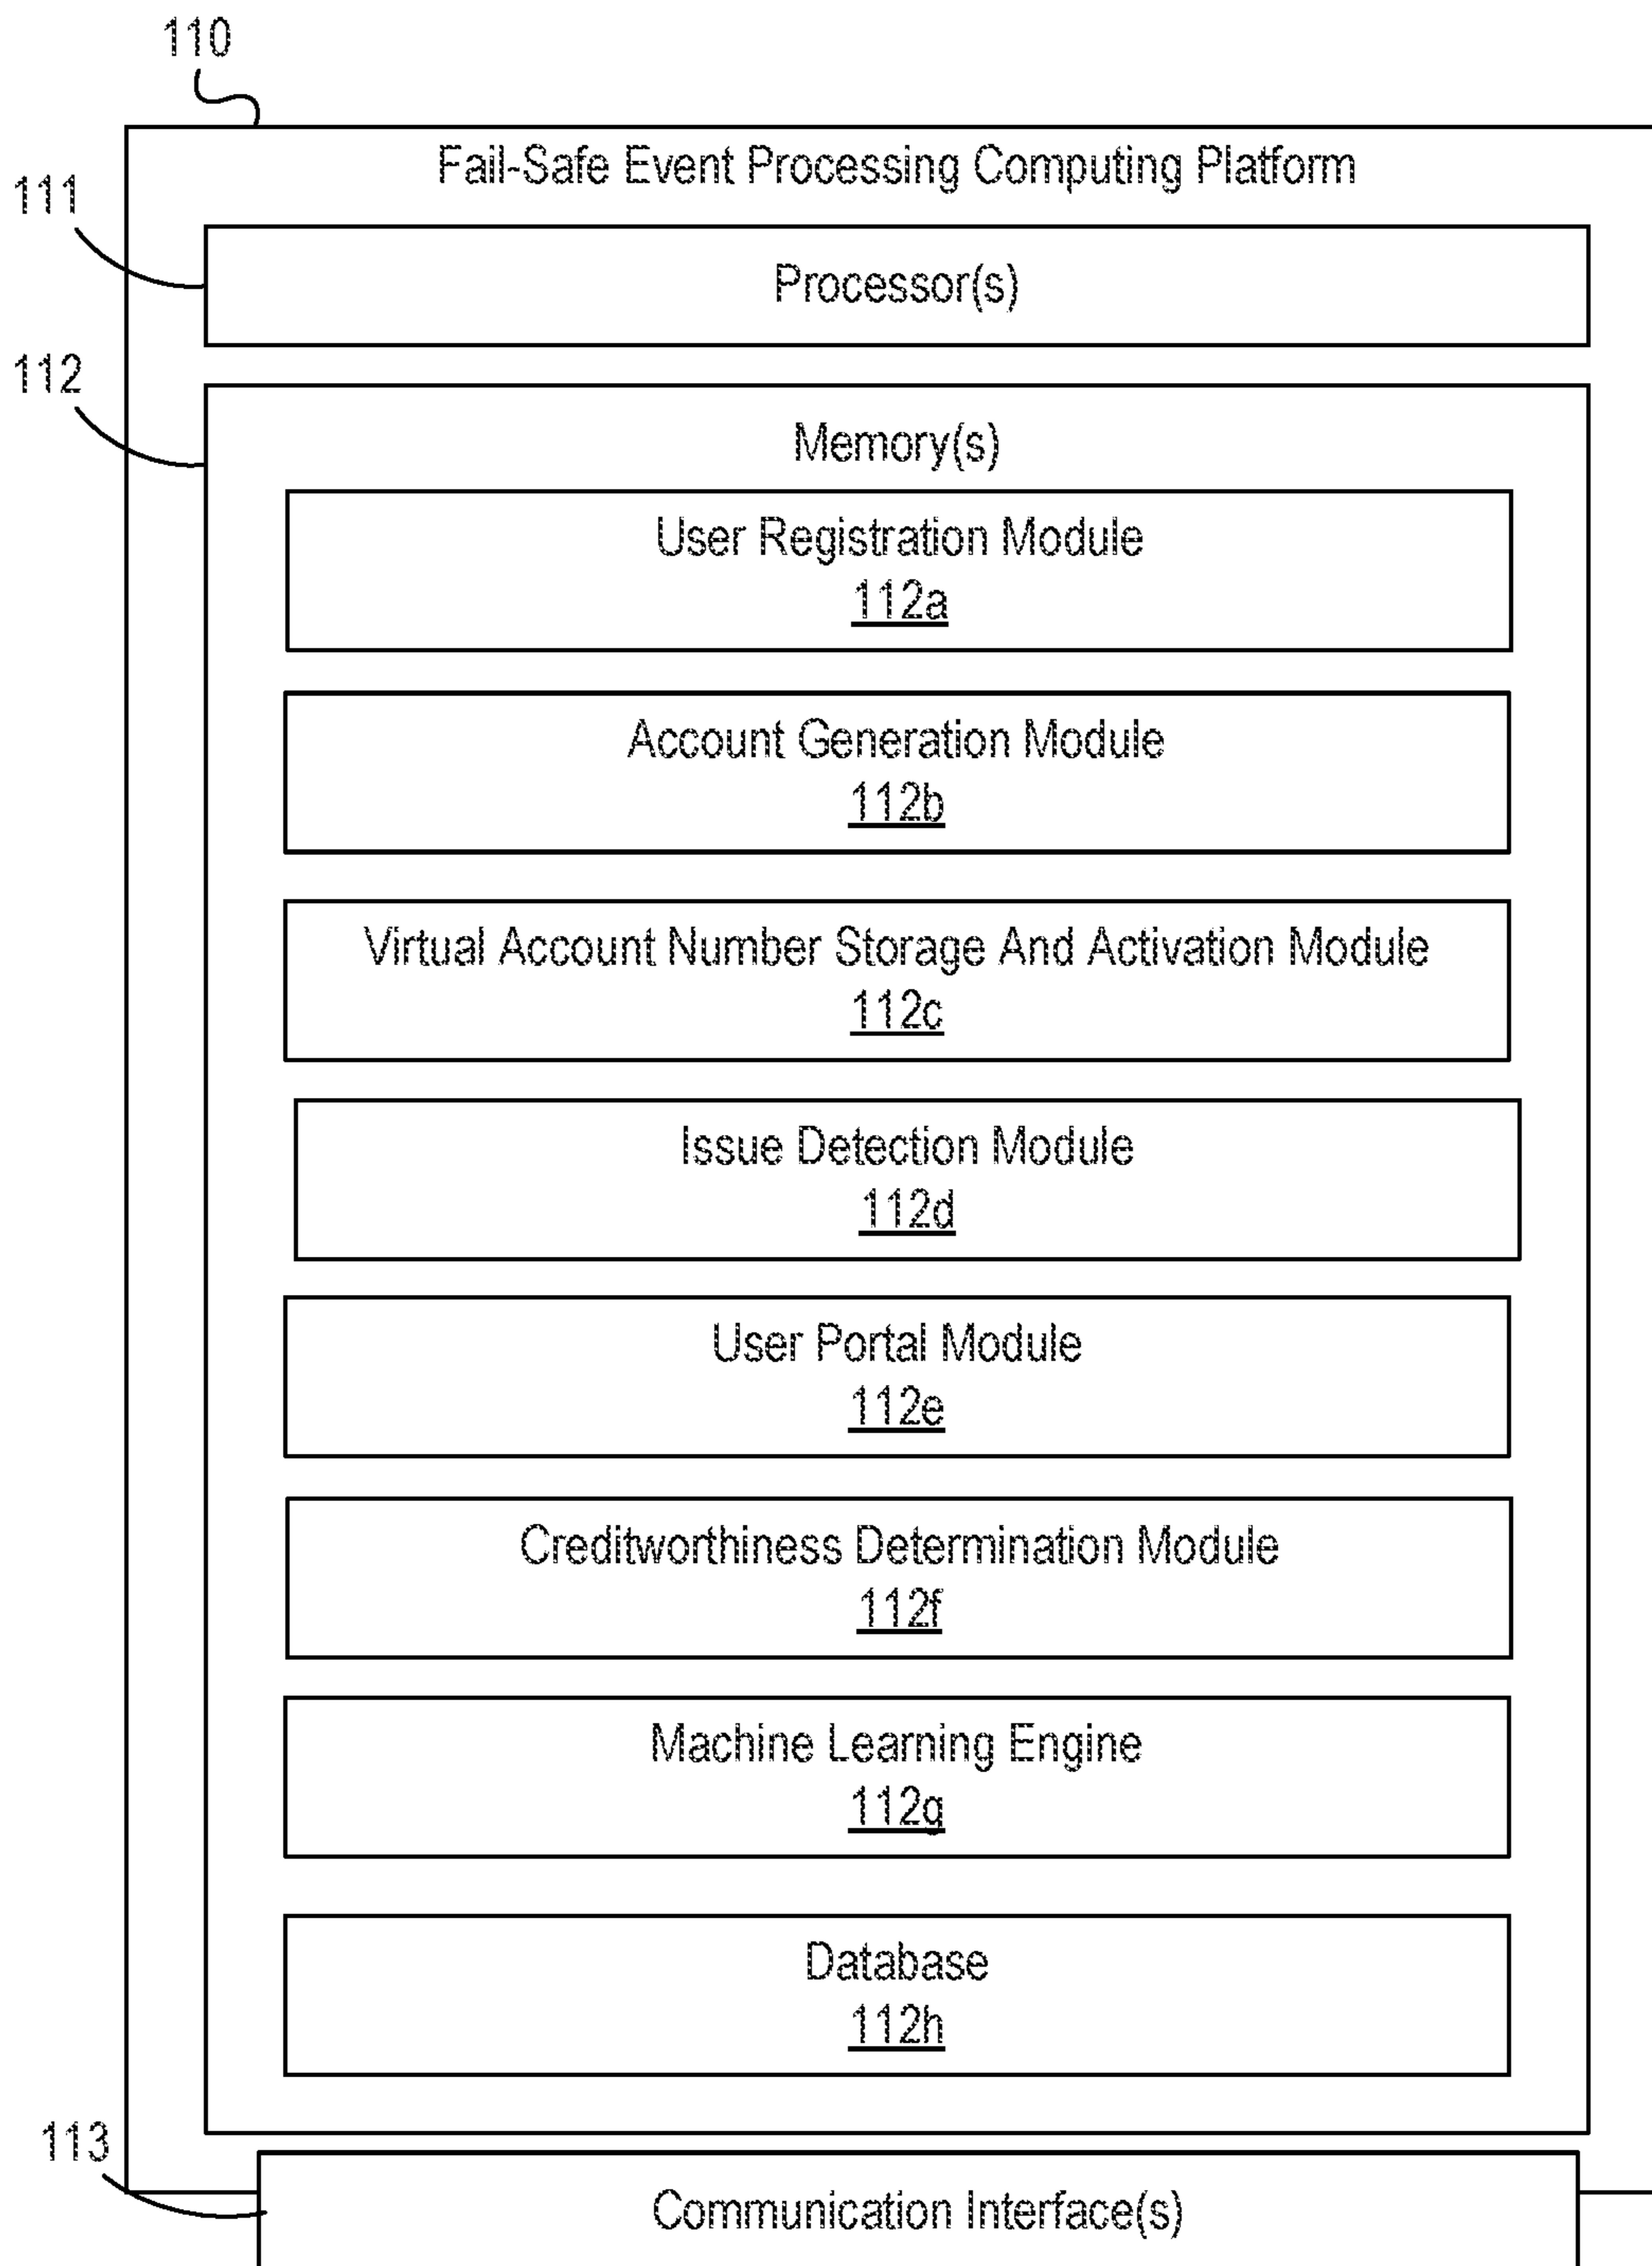 110
Fail-Safe Event Processing Computing Platform
111
Processor(s)
112
Memory(s)
User Registration Module
112a
Account Generation Module
112b
Virtual Account Number Storage And Activation Module
112c
Issue Detection Module
112d
User Portal Module
112e
Creditworthiness Determination Module
112f
Machine Learning Engine
112g
Database
112h
113
Communication Interface(s)